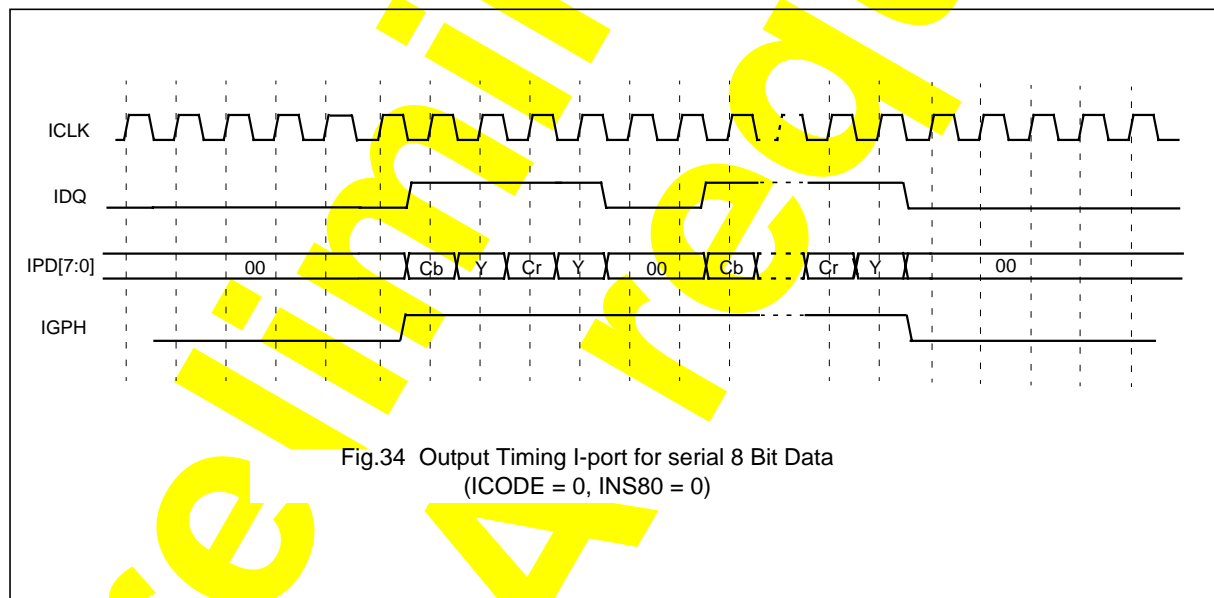 ICLK
IDQ
IPD[7:0] 00 Cb Y Cr Y 00 Cb Cr Y 00
IGPH
Fig.34 Output Timing I-port for serial 8 Bit Data
(ICODE = 0, INS80 = 0)